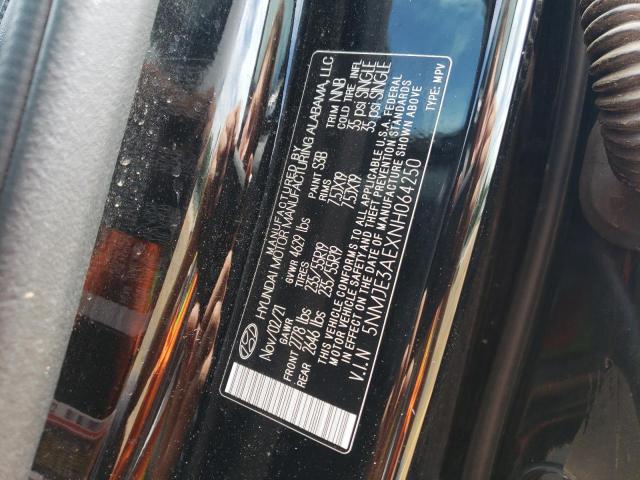 MANUFACTURED BY
HYUNDAI MOTOR MANUFACTURING ALABAMA, LLC
Nov/02/21 GVWR 4629 lbs PAINT S3B TRIM NNB
GAWR TIRES RIMS COLD TIRE INFL
FRONT 2778 lbs 235/55R19 7.5JX19 35 psi SINGLE
REAR 2646 lbs 235/55R19 7.5JX19 35 psi SINGLE
THIS VEHICLE CONFORMS TO ALL APPLICABLE U.S.A. FEDERAL
MOTOR VEHICLE SAFETY AND THEFT PREVENTION STANDARDS
IN EFFECT ON THE DATE OF MANUFACTURE SHOWN ABOVE
V.I.N 5NMJE3AEXNH064250 TYPE: MPV